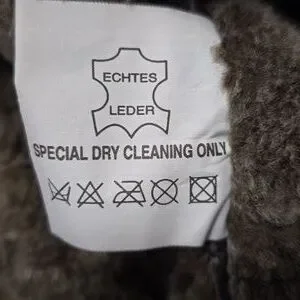 ECHTES
LEDER
SPECIAL DRY CLEANING ONLY